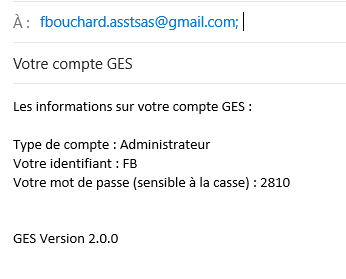 À : fbouchard.asstsas@gmail.com;
Votre compte GES
Les informations sur votre compte GES :
Type de compte : Administrateur
Votre identifiant : FB
Votre mot de passe (sensible à la casse) : 2810
GES Version 2.0.0